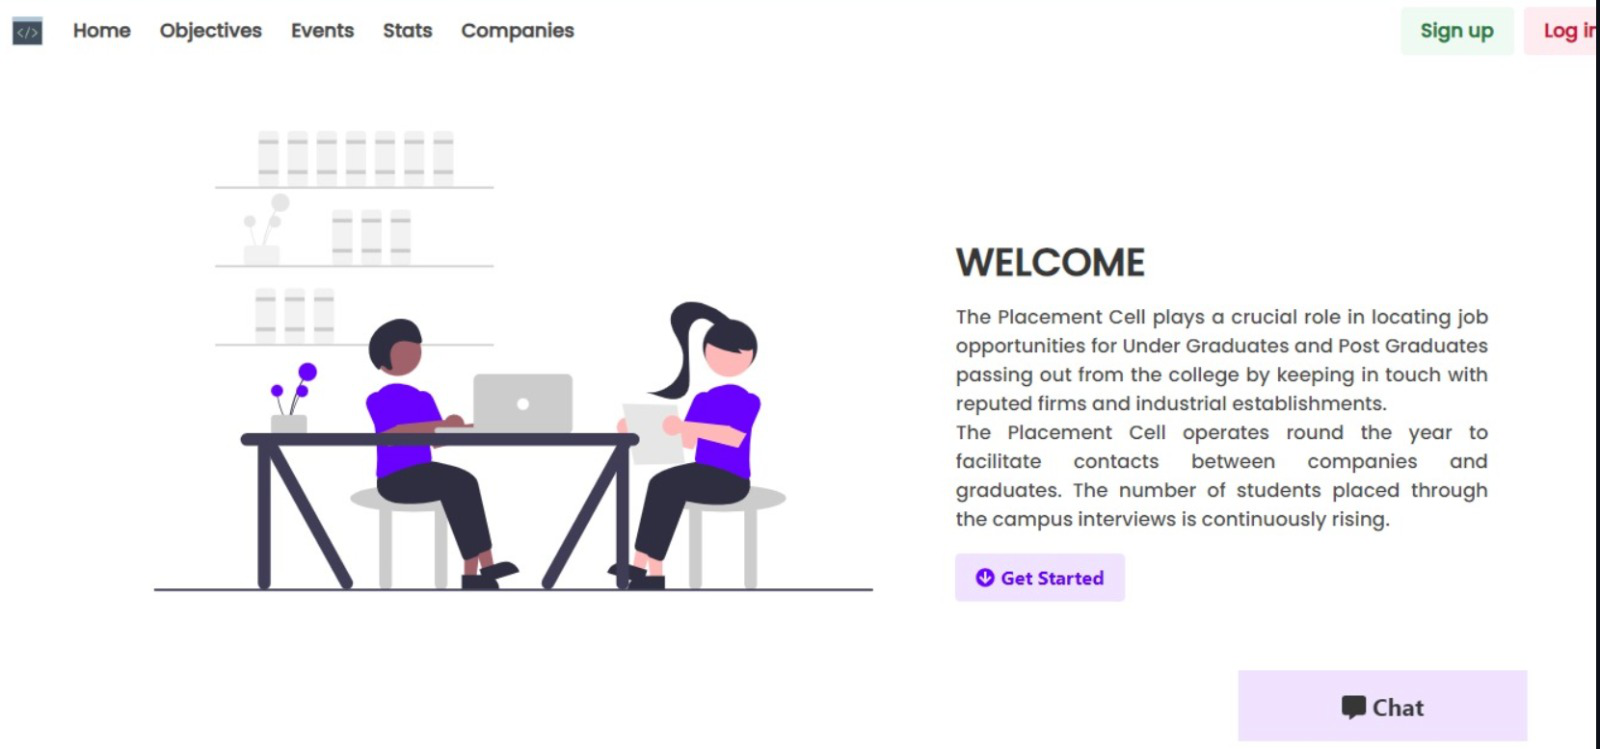 </> Home Objectives Events Stats Companies Sign up Log in
WELCOME
The Placement Cell plays a crucial role in locating job
opportunities for Under Graduates and Post Graduates
passing out from the college by keeping in touch with
reputed firms and industrial establishments.
The Placement Cell operates round the year to
facilitate contacts between companies and
graduates. The number of students placed through
the campus interviews is continuously rising.
Get Started
Chat